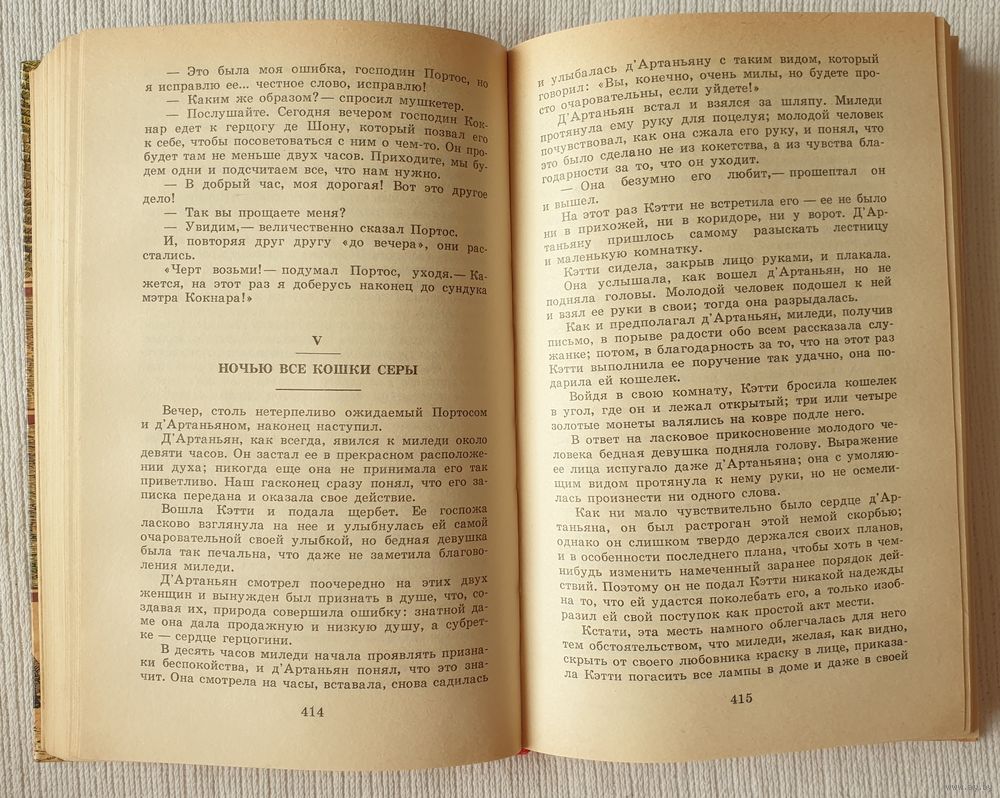 — Это была моя ошибка, господин Портос, но
я исправлю ее... честное слово, исправлю!
— Каким же образом?— спросил мушкетер.
— Послушайте. Сегодня вечером господин Кок-
нар едет к герцогу де Шону, который позвал его
к себе, чтобы посоветоваться с ним о чем-то. Он про-
будет там не меньше двух часов. Приходите, мы бу-
дем одни и подсчитаем все, что нам нужно.
— В добрый час, моя дорогая! Вот это другое
дело!
— Так вы прощаете меня?
— Увидим,— величественно сказал Портос.
И, повторяя друг другу «до вечера», они рас-
стались.
«Черт возьми!— подумал Портос, уходя.— Ка-
жется, на этот раз я доберусь наконец до сундука
мэтра Кокнара!»
V
НОЧЬЮ ВСЕ КОШКИ СЕРЫ
Вечер, столь нетерпеливо ожидаемый Портосом
и д'Артаньяном, наконец наступил.
Д'Артаньян, как всегда, явился к миледи около
девяти часов. Он застал ее в прекрасном расположе-
нии духа; никогда еще она не принимала его так
приветливо. Наш гасконец сразу понял, что его за-
писка передана и оказала свое действие.
Вошла Кэтти и подала щербет. Ее госпожа
ласково взглянула на нее и улыбнулась ей самой
очаровательной своей улыбкой, но бедная девушка
была так печальна, что даже не заметила благово-
ления миледи.
Д'Артаньян смотрел поочередно на этих двух
женщин и вынужден был признать в душе, что, со-
здавая их, природа совершила ошибку: знатной да-
ме она дала продажную и низкую душу, а субрет-
ке — сердце герцогини.
В десять часов миледи начала проявлять призна-
ки беспокойства, и д'Артаньян понял, что это зна-
чит. Она смотрела на часы, вставала, снова садилась
414
и улыбалась д'Артаньяну с таким видом, который
говорил: «Вы, конечно, очень милы, но будете про-
сто очаровательны, если уйдете!»
Д'Артаньян встал и взялся за шляпу. Миледи
протянула ему руку для поцелуя; молодой человек
почувствовал, как она сжала его руку, и понял, что
это было сделано не из кокетства, а из чувства бла-
годарности за то, что он уходит.
— Она безумно его любит,— прошептал он
и вышел.
На этот раз Кэтти не встретила его — ее не было
ни в прихожей, ни в коридоре, ни у ворот. Д'Ар-
таньяну пришлось самому разыскать лестницу
и маленькую комнатку.
Кэтти сидела, закрыв лицо руками, и плакала.
Она услышала, как вошел д'Артаньян, но не
подняла головы. Молодой человек подошел к ней
и взял ее руки в свои; тогда она разрыдалась.
Как и предполагал д'Артаньян, миледи, получив
письмо, в порыве радости обо всем рассказала слу-
жанке; потом, в благодарность за то, что на этот раз
Кэтти выполнила ее поручение так удачно, она по-
дарила ей кошелек.
Войдя в свою комнату, Кэтти бросила кошелек
в угол, где он и лежал открытый; три или четыре
золотые монеты валялись на ковре подле него.
В ответ на ласковое прикосновение молодого че-
ловека бедная девушка подняла голову. Выражение
ее лица испугало даже д'Артаньяна; она с умоляю-
щим видом протянула к нему руки, но не осмели-
лась произнести ни одного слова.
Как ни мало чувствительно было сердце д'Ар-
таньяна, он был растроган этой немой скорбью;
однако он слишком твердо держался своих планов,
и в особенности последнего плана, чтобы хоть в чем-
нибудь изменить намеченный заранее порядок дей-
ствий. Поэтому он не подал Кэтти никакой надежды
на то, что ей удастся поколебать его, а только изоб-
разил ей свой поступок как простой акт мести.
Кстати, эта месть намного облегчалась для него
тем обстоятельством, что миледи, желая, как видно,
скрыть от своего любовника краску в лице, приказа-
ла Кэтти погасить все лампы в доме и даже в своей
415
www.ay.by